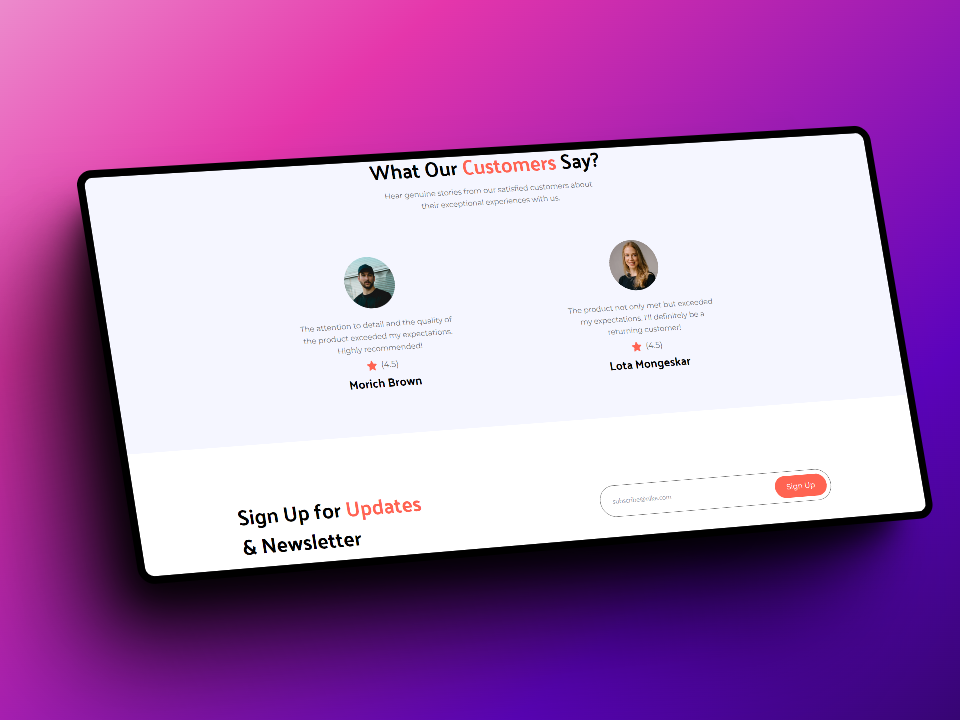 What Our Customers Say?
Hear genuine stories from our satisfied customers about
their exceptional experiences with us.
The attention to detail and the quality of
the product exceeded my expectations.
Highly recommended!
(4.5)
Morich Brown
The product not only met but exceeded
my expectations. I'll definitely be a
returning customer!
(4.5)
Lota Mongeskar
Sign Up for Updates
& Newsletter
Sign Up